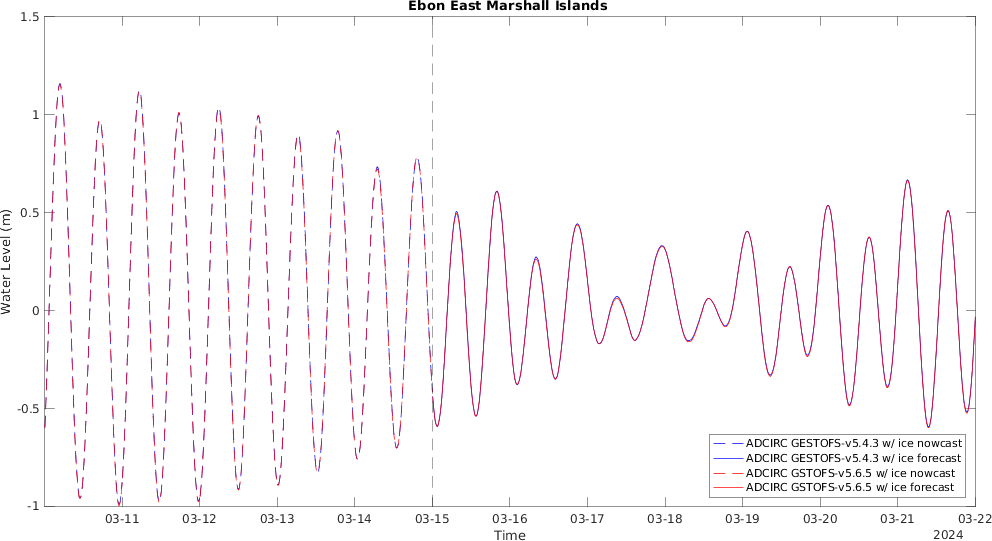 Ebon East Marshall Islands
1.5
1
0.5
0
-0.5
-1
Water Level (m)
ADCIRC GESTOFS-v5.4.3 w/ ice nowcast
ADCIRC GESTOFS-v5.4.3 w/ ice forecast
ADCIRC GSTOFS-v5.6.5 w/ ice nowcast
ADCIRC GSTOFS-v5.6.5 w/ ice forecast
03-11 03-12 03-13 03-14 03-15 03-16 03-17 03-18 03-19 03-20 03-21 03-22
Time
2024